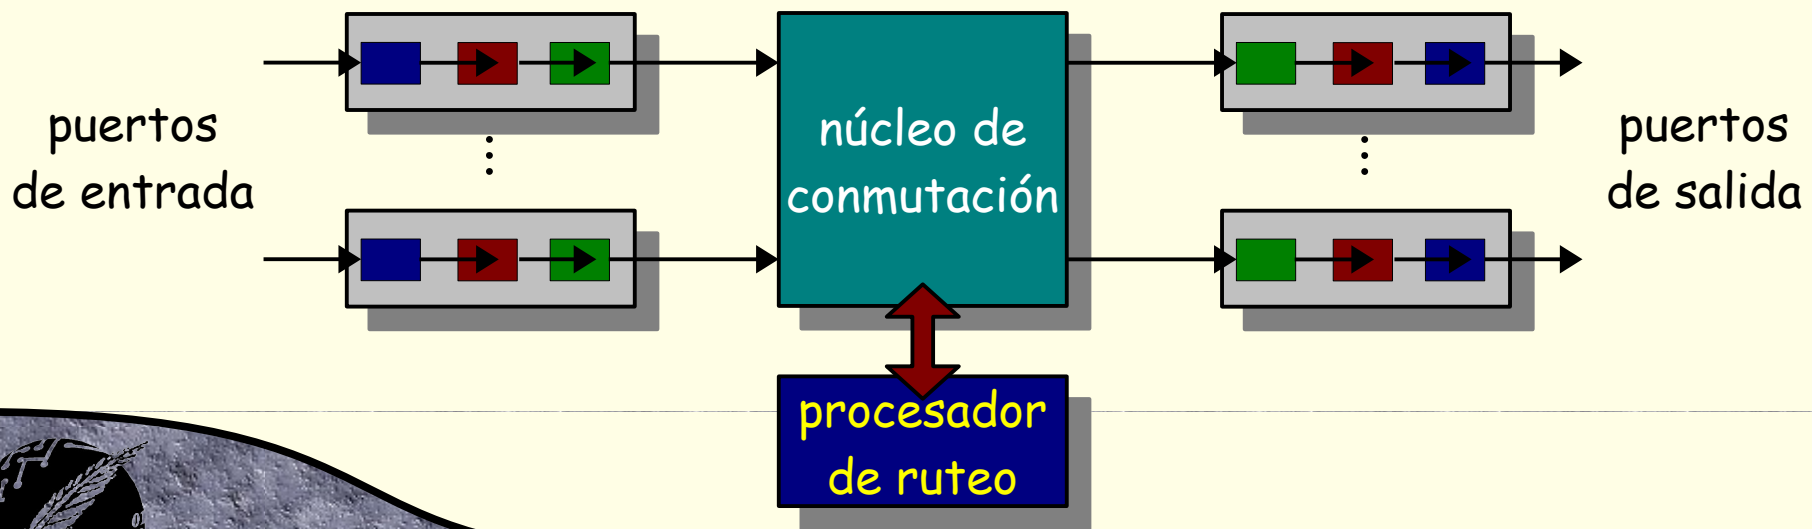 puertos
de entrada
núcleo de
conmutación
puertos
de salida
procesador
de ruteo